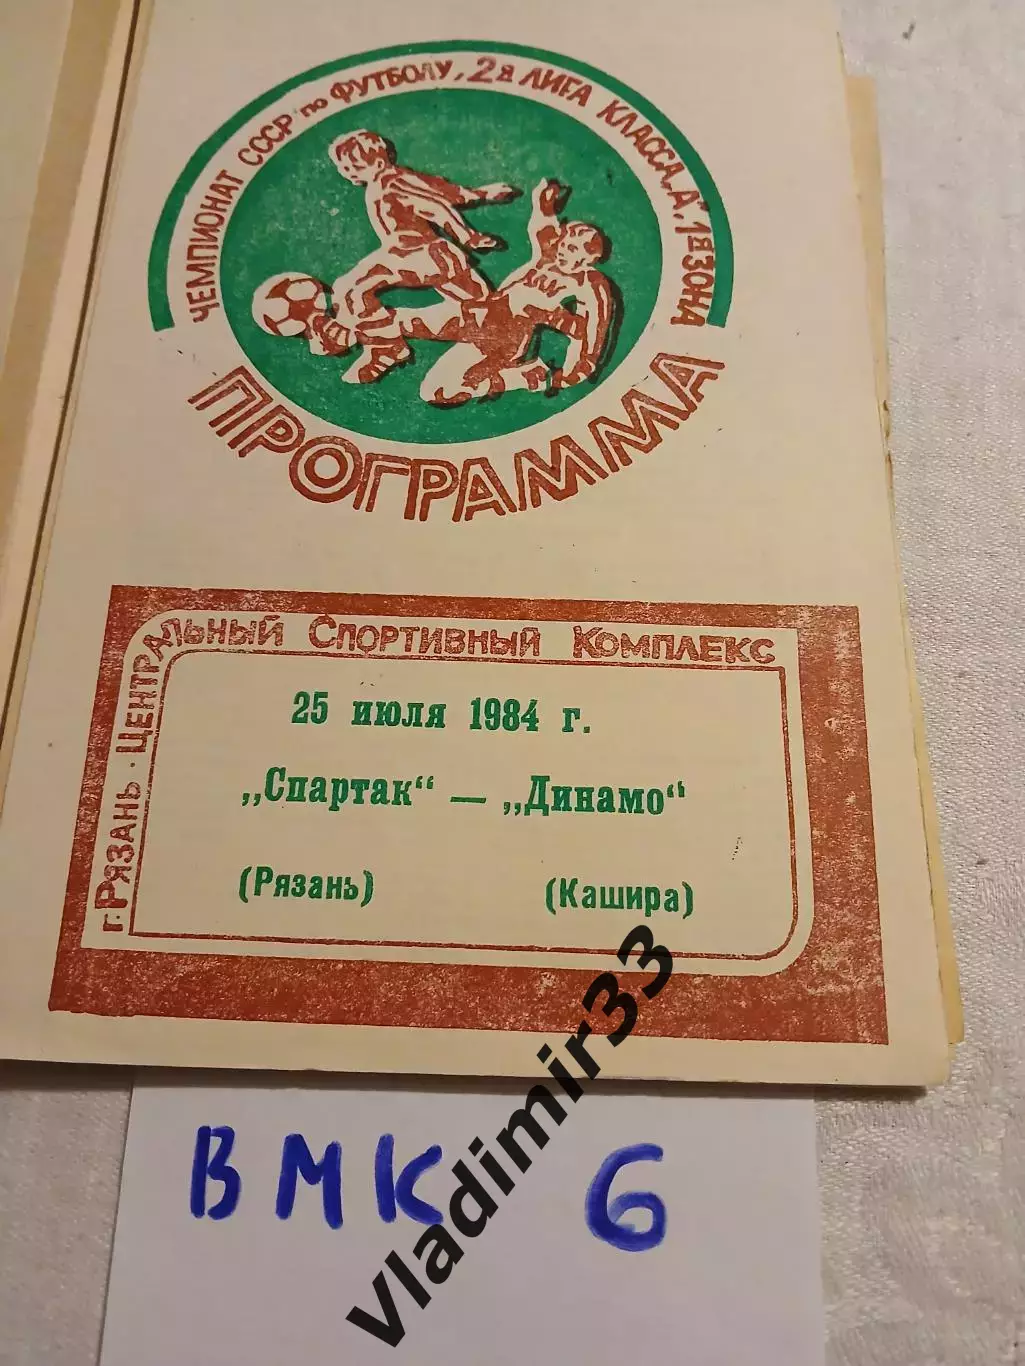 ЧЕМПИОНАТ СССР по ФУТБОЛУ, 2я ЛИГА КЛАССА „А”, 1я ЗОНА
ПРОГРАММА
г. РЯЗАНЬ • ЦЕНТРАЛЬНЫЙ СПОРТИВНЫЙ КОМПЛЕКС
25 июля 1984 г.
„Спартак“ — „Динамо“
(Рязань) (Кашира)
ВМК 6
vladimir33